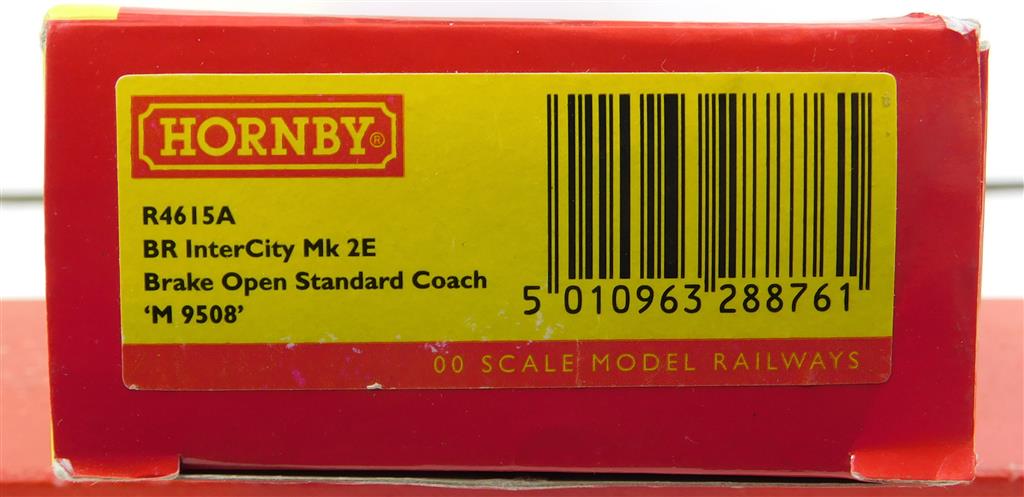 HORNBY®
R4615A
BR InterCity Mk 2E
Brake Open Standard Coach
‘M 9508’
5 010963 288761
00 SCALE MODEL RAILWAYS